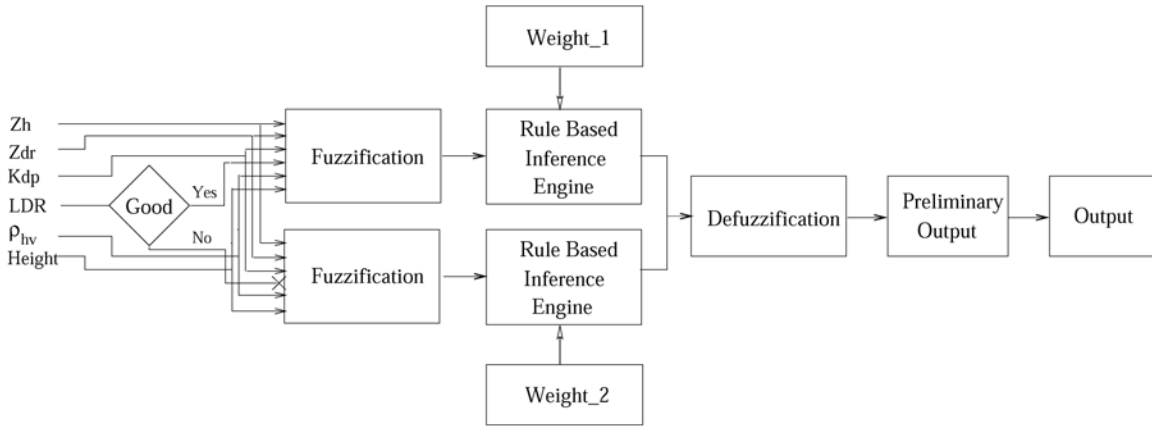 Weight_1
Zh
Zdr
Kdp
LDR
ρhv
Height
Good
Yes
No
Fuzzification
Rule Based
Inference
Engine
Fuzzification
Rule Based
Inference
Engine
Defuzzification
Preliminary
Output
Output
Weight_2